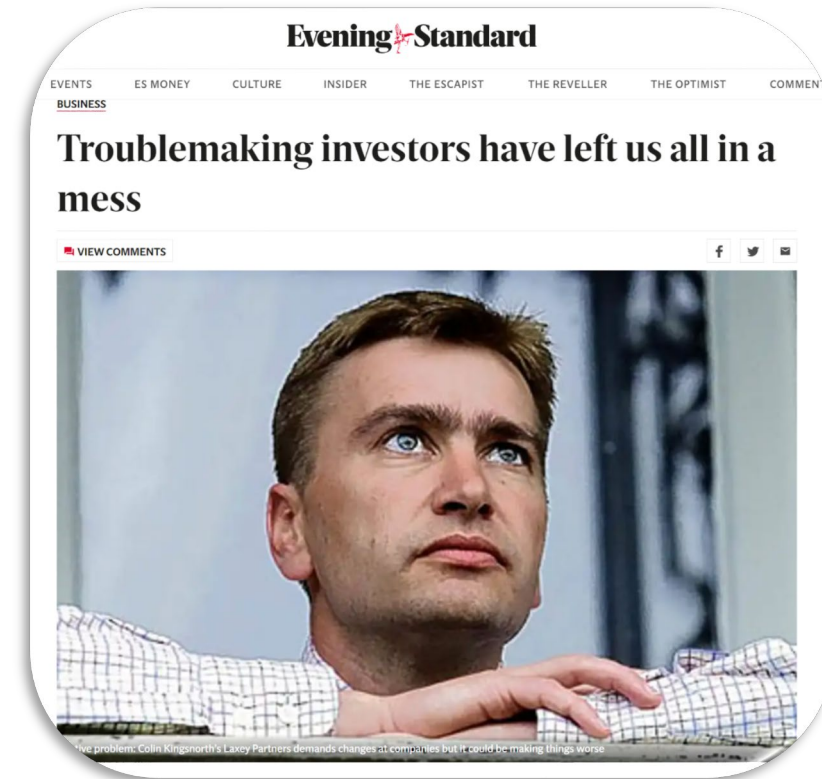 Evening Standard
EVENTS ES MONEY CULTURE INSIDER THE ESCAPIST THE REVELLER THE OPTIMIST COMMEN
BUSINESS
Troublemaking investors have left us all in a
mess
VIEW COMMENTS
tive problem: Colin Kingsnorth's Laxey Partners demands changes at companies but it could be making things worse